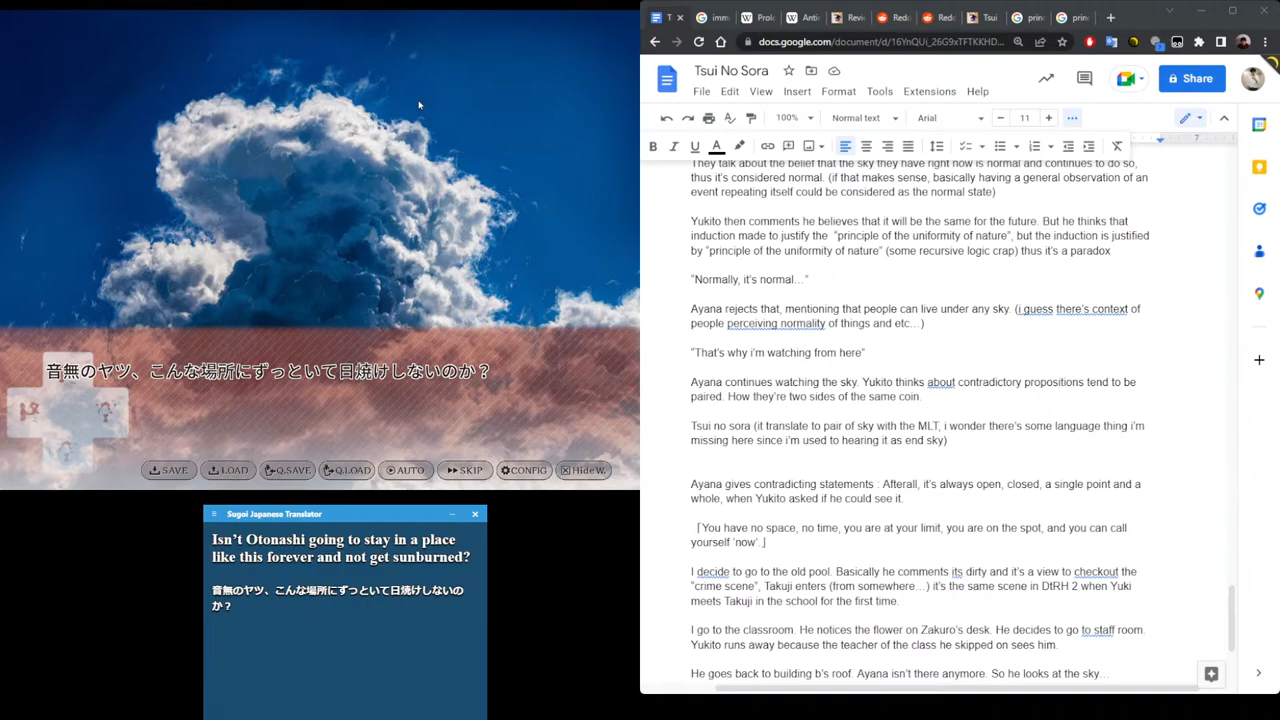 音無のヤツ、こんな場所にずっといて日焼けしないのか？
SAVE
LOAD
Q.SAVE
Q.LOAD
AUTO
SKIP
CONFIG
HideW.
Sugoi Japanese Translator
Isn't Otonashi going to stay in a place
like this forever and not get sunburned?
音無のヤツ、こんな場所にずっといて日焼けしないの
か？
T
imm
Prol
Anti
Revi
Redd
Redd
Tsui
princ
princ
docs.google.com/document/d/16YnQUi_26G9xTFTKKHD...
Tsui No Sora
Share
File Edit View Insert Format Tools Extensions Help
100% Normal text Arial 11
7
They talk about the belief that the sky they have right now is normal and continues to do so,
thus it's considered normal. (if that makes sense, basically having a general observation of an
event repeating itself could be considered as the normal state)
Yukito then comments he believes that it will be the same for the future. But he thinks that
induction made to justify the "principle of the uniformity of nature", but the induction is justified
by "principle of the uniformity of nature" (some recursive logic crap) thus it's a paradox
"Normally, it's normal…"
Ayana rejects that, mentioning that people can live under any sky. (i guess there's context of
people perceiving normality of things and etc…)
"That's why i'm watching from here"
Ayana continues watching the sky. Yukito thinks about contradictory propositions tend to be
paired. How they're two sides of the same coin.
Tsui no sora (it translate to pair of sky with the MLT, i wonder there's some language thing i'm
missing here since i'm used to hearing it as end sky)
Ayana gives contradicting statements : Afterall, it's always open, closed, a single point and a
whole, when Yukito asked if he could see it.
「You have no space, no time, you are at your limit, you are on the spot, and you can call
yourself 'now'.」
I decide to go to the old pool. Basically he comments its dirty and it's a view to checkout the
"crime scene", Takuji enters (from somewhere…) it's the same scene in DtRH 2 when Yuki
meets Takuji in the school for the first time.
I go to the classroom. He notices the flower on Zakuro's desk. He decides to go to staff room.
Yukito runs away because the teacher of the class he skipped on sees him.
He goes back to building b's roof. Ayana isn't there anymore. So he looks at the sky…